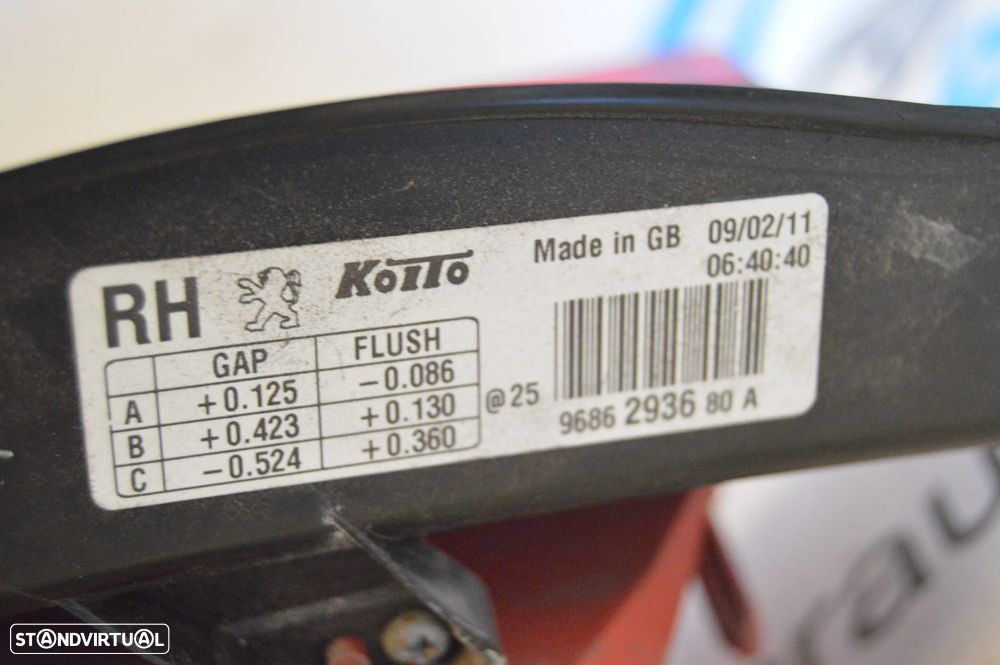 RH KOITO Made in GB 09/02/11
06:40:40
GAP FLUSH
A +0.125 -0.086
B +0.423 +0.130
C -0.524 +0.360
@25
9686 2936 80 A
rau
STANDVIRTUAL